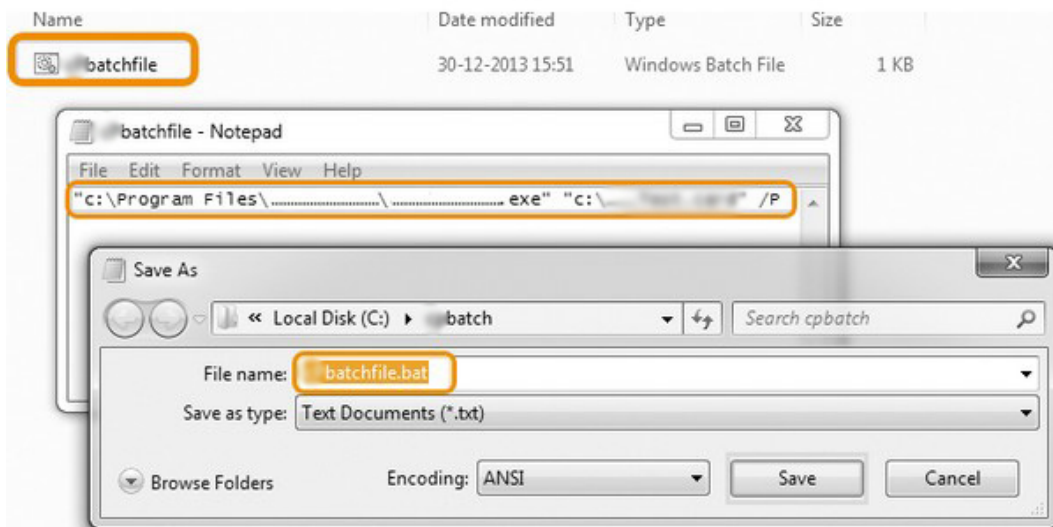 Name Date modified Type Size
batchfile 30-12-2013 15:51 Windows Batch File 1 KB
batchfile - Notepad
File Edit Format View Help
"c:\Program Files\..............................\.............................. .exe" "c:\ " /P
Save As
« Local Disk (C:) ▸ batch Search cpbatch
File name: batchfile.bat
Save as type: Text Documents (*.txt)
Browse Folders Encoding: ANSI Save Cancel